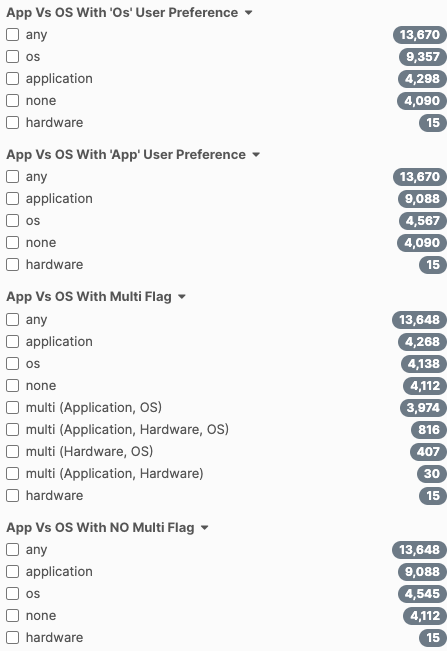 App Vs OS With 'Os' User Preference
any 13,670
os 9,357
application 4,298
none 4,090
hardware 15
App Vs OS With 'App' User Preference
any 13,670
application 9,088
os 4,567
none 4,090
hardware 15
App Vs OS With Multi Flag
any 13,648
application 4,268
os 4,138
none 4,112
multi (Application, OS) 3,974
multi (Application, Hardware, OS) 816
multi (Hardware, OS) 407
multi (Application, Hardware) 30
hardware 15
App Vs OS With NO Multi Flag
any 13,648
application 9,088
os 4,545
none 4,112
hardware 15